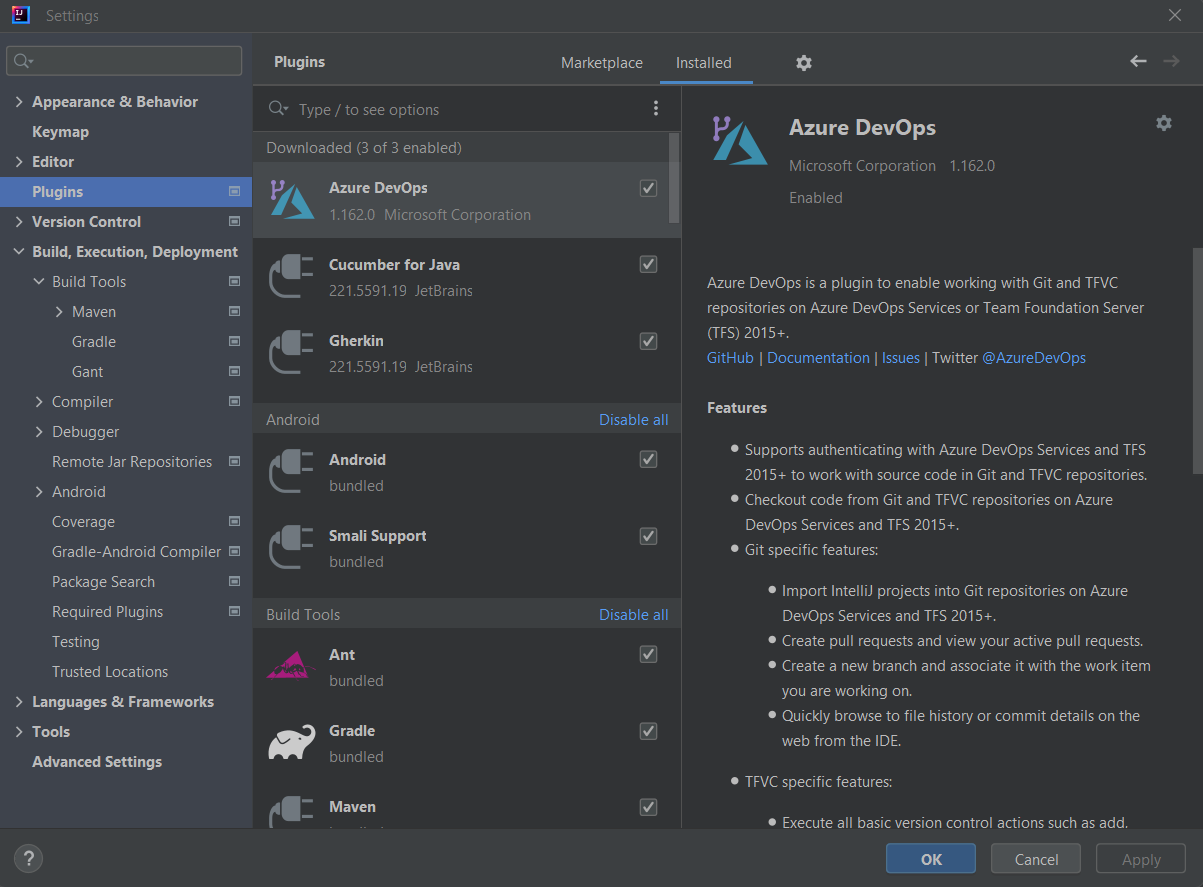 Settings
Appearance & Behavior
Keymap
Editor
Plugins
Version Control
Build, Execution, Deployment
Build Tools
Maven
Gradle
Gant
Compiler
Debugger
Remote Jar Repositories
Android
Coverage
Gradle-Android Compiler
Package Search
Required Plugins
Testing
Trusted Locations
Languages & Frameworks
Tools
Advanced Settings
Plugins
Marketplace
Installed
Type / to see options
Downloaded (3 of 3 enabled)
Azure DevOps
1.162.0 Microsoft Corporation
Cucumber for Java
221.5591.19 JetBrains
Gherkin
221.5591.19 JetBrains
Android Disable all
Android
bundled
Smali Support
bundled
Build Tools Disable all
Ant
bundled
Gradle
bundled
Maven
Azure DevOps
Microsoft Corporation 1.162.0
Enabled
Azure DevOps is a plugin to enable working with Git and TFVC
repositories on Azure DevOps Services or Team Foundation Server
(TFS) 2015+.
GitHub | Documentation | Issues | Twitter @AzureDevOps
Features
Supports authenticating with Azure DevOps Services and TFS
2015+ to work with source code in Git and TFVC repositories.
Checkout code from Git and TFVC repositories on Azure
DevOps Services and TFS 2015+.
Git specific features:
Import IntelliJ projects into Git repositories on Azure
DevOps Services and TFS 2015+.
Create pull requests and view your active pull requests.
Create a new branch and associate it with the work item
you are working on.
Quickly browse to file history or commit details on the
web from the IDE.
TFVC specific features:
Execute all basic version control actions such as add,
?
OK
Cancel
Apply